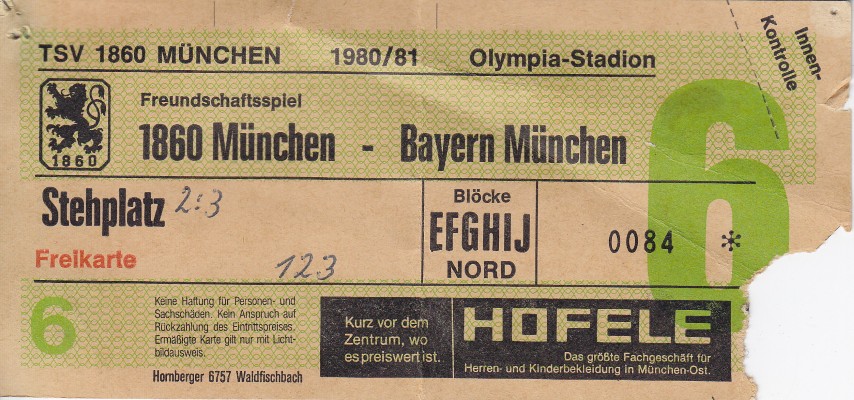 TSV 1860 MÜNCHEN 1980/81 Olympia-Stadion
Innen-
Kontrolle
Freundschaftsspiel
1860 München - Bayern München
1860
6
Stehplatz 2:3
Blöcke
EFGHIJ
NORD
0084 *
Freikarte
123
6
Keine Haftung für Personen- und
Sachschäden. Kein Anspruch auf
Rückzahlung des Eintrittspreises.
Ermäßigte Karte gilt nur mit Licht-
bildausweis.
Hornberger 6757 Waldfischbach
Kurz vor dem
Zentrum, wo
es preiswert ist.
HÖFELE
Das größte Fachgeschäft für
Herren- und Kinderbekleidung in München-Ost.